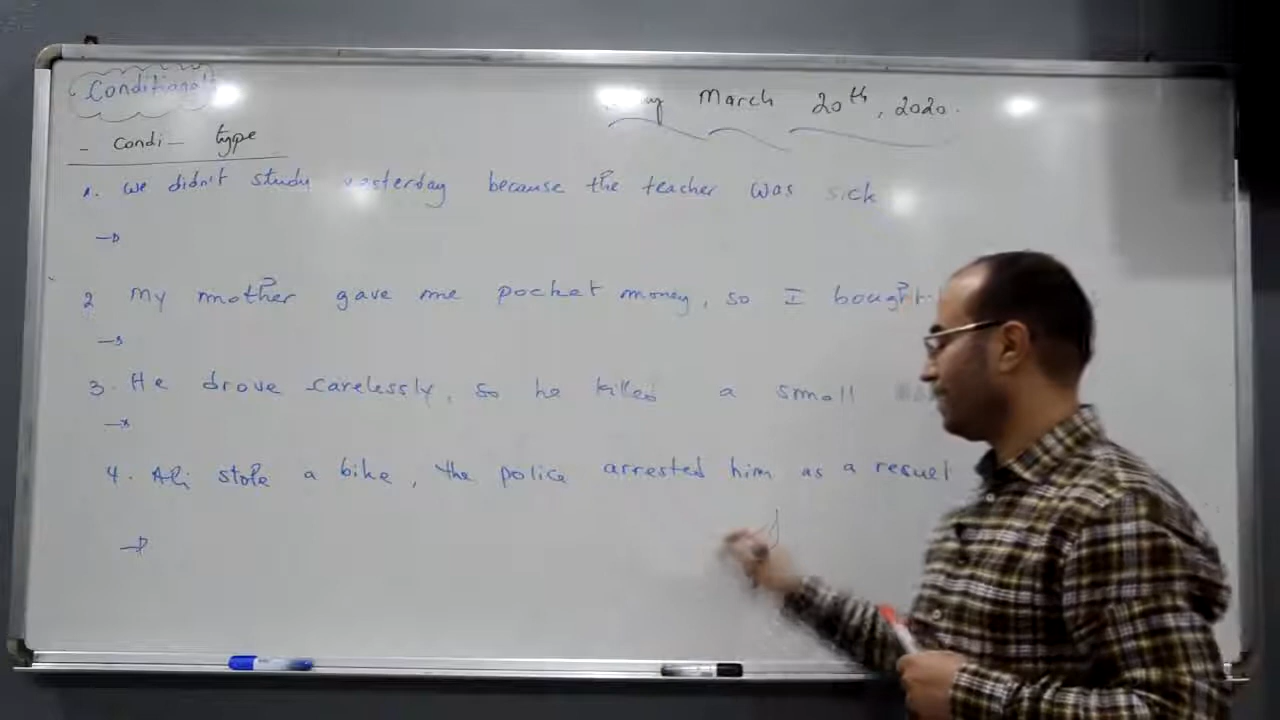 Conditional
March 20th, 2020.
- Condi- type
1. We didn't study yesterday because the teacher was sick
2 My mother gave me pocket money, so I bought
3. He drove carelessly, so he killed a small
4. Ali stole a bike, the police arrested him as a resuel